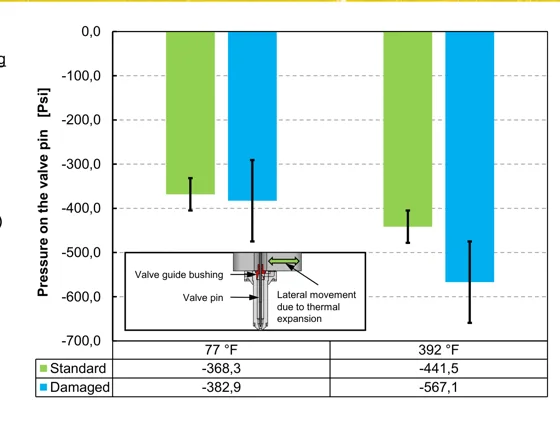 g
)
Pressure on the valve pin [Psi]
0,0
-100,0
-200,0
-300,0
-400,0
-500,0
-600,0
-700,0
Valve guide bushing
Valve pin
Lateral movement
due to thermal
expansion
77 °F 392 °F
Standard -368,3 -441,5
Damaged -382,9 -567,1